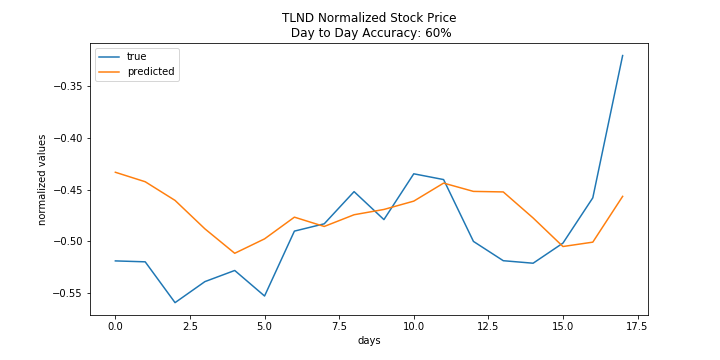 TLND Normalized Stock Price
Day to Day Accuracy: 60%
true
predicted
normalized values
−0.35
−0.40
−0.45
−0.50
−0.55
0.0 2.5 5.0 7.5 10.0 12.5 15.0 17.5
days